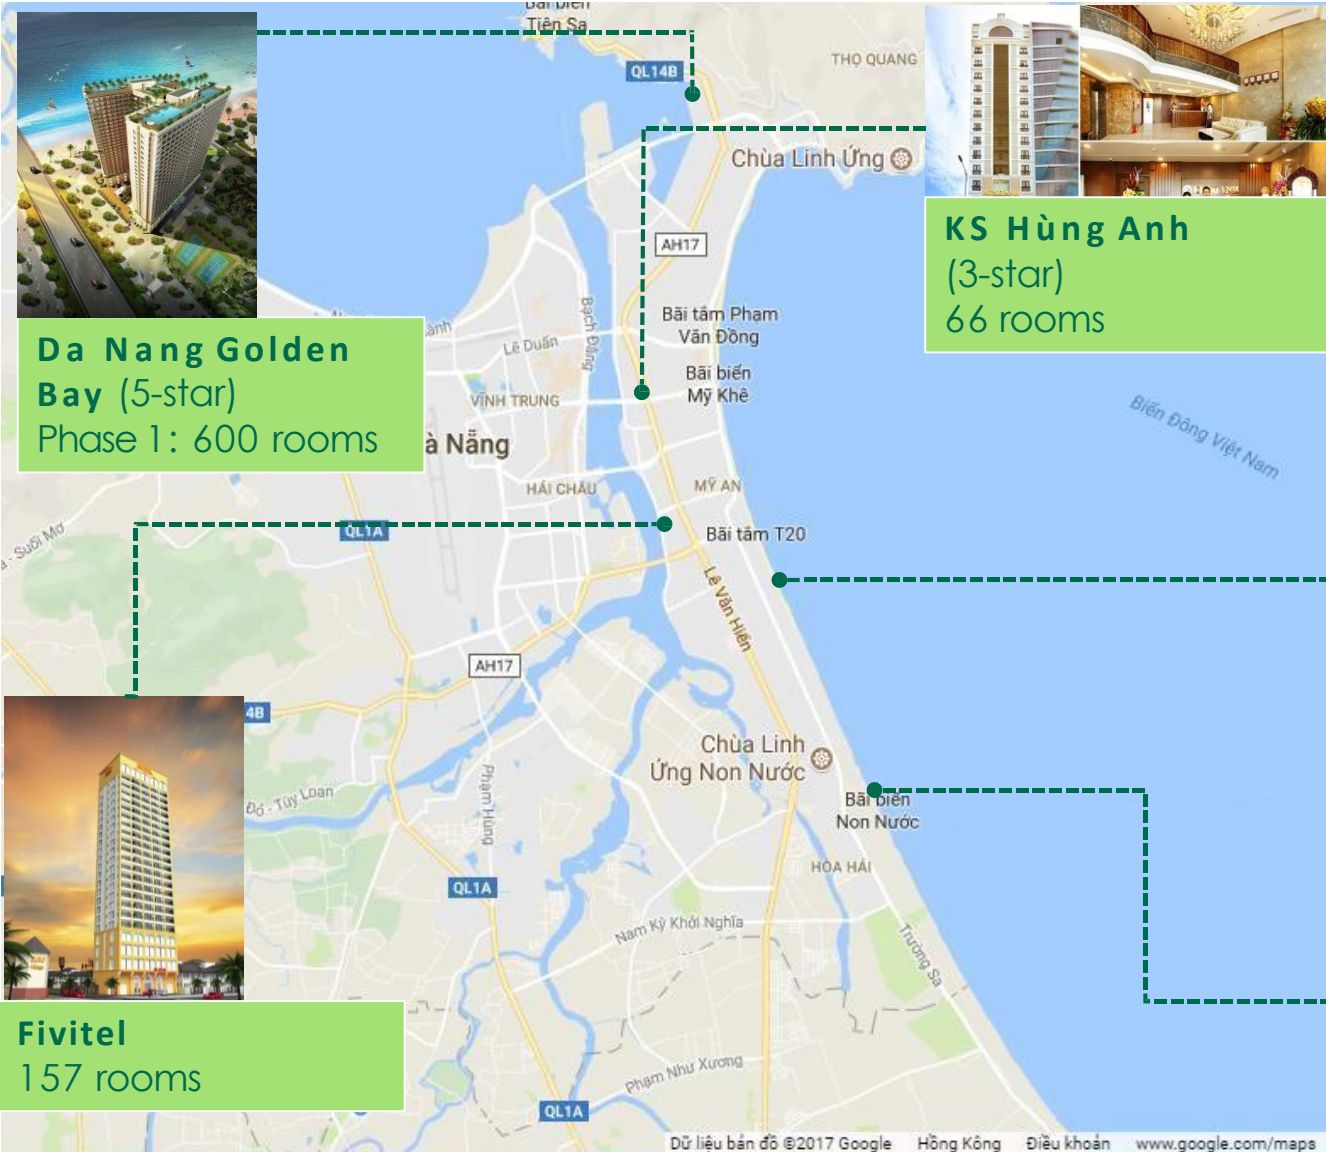 Tiên Sa
QL14B
THỌ QUANG
Chùa Linh Ứng
KS Hùng Anh
(3-star)
66 rooms
AH17
Bãi tắm Phạm
Văn Đồng
Bạch Đằng
Lê Duẩn
Da Nang Golden
Bay (5-star)
Phase 1: 600 rooms
Bãi biển
Mỹ Khê
VĨNH TRUNG
à Nẵng
Biển Đông Việt Nam
HẢI CHÂU
MỸ AN
QL1A
Bãi tắm T20
- Suối Mơ
Lê Văn Hiến
AH17
4B
Chùa Linh
Ứng Non Nước
Phạm Hùng
Đó - Túy Loan
Bãi biển
Non Nước
HÒA HẢI
QL1A
Nam Kỳ Khởi Nghĩa
Trường Sa
Fivitel
157 rooms
Phạm Như Xương
QL1A
Dữ liệu bản đồ ©2017 Google Hồng Kông Điều khoản www.google.com/maps